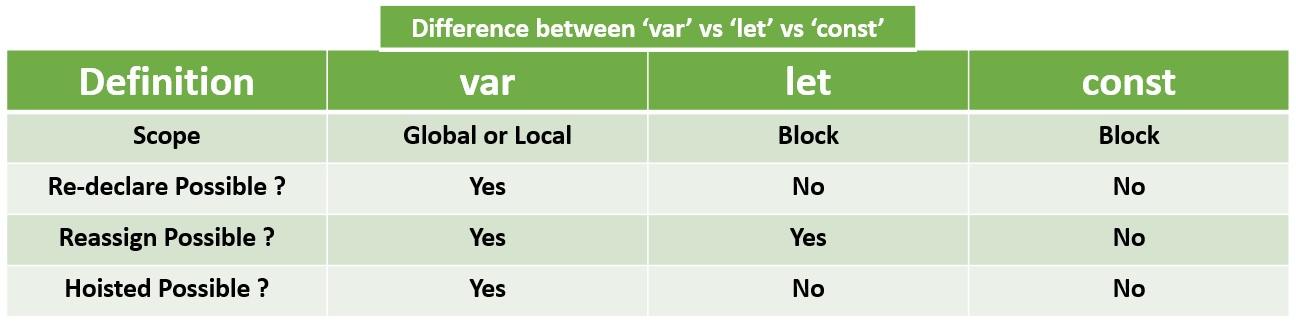 Difference between ‘var’ vs ‘let’ vs ‘const’
Definition var let const
Scope Global or Local Block Block
Re-declare Possible ? Yes No No
Reassign Possible ? Yes Yes No
Hoisted Possible ? Yes No No